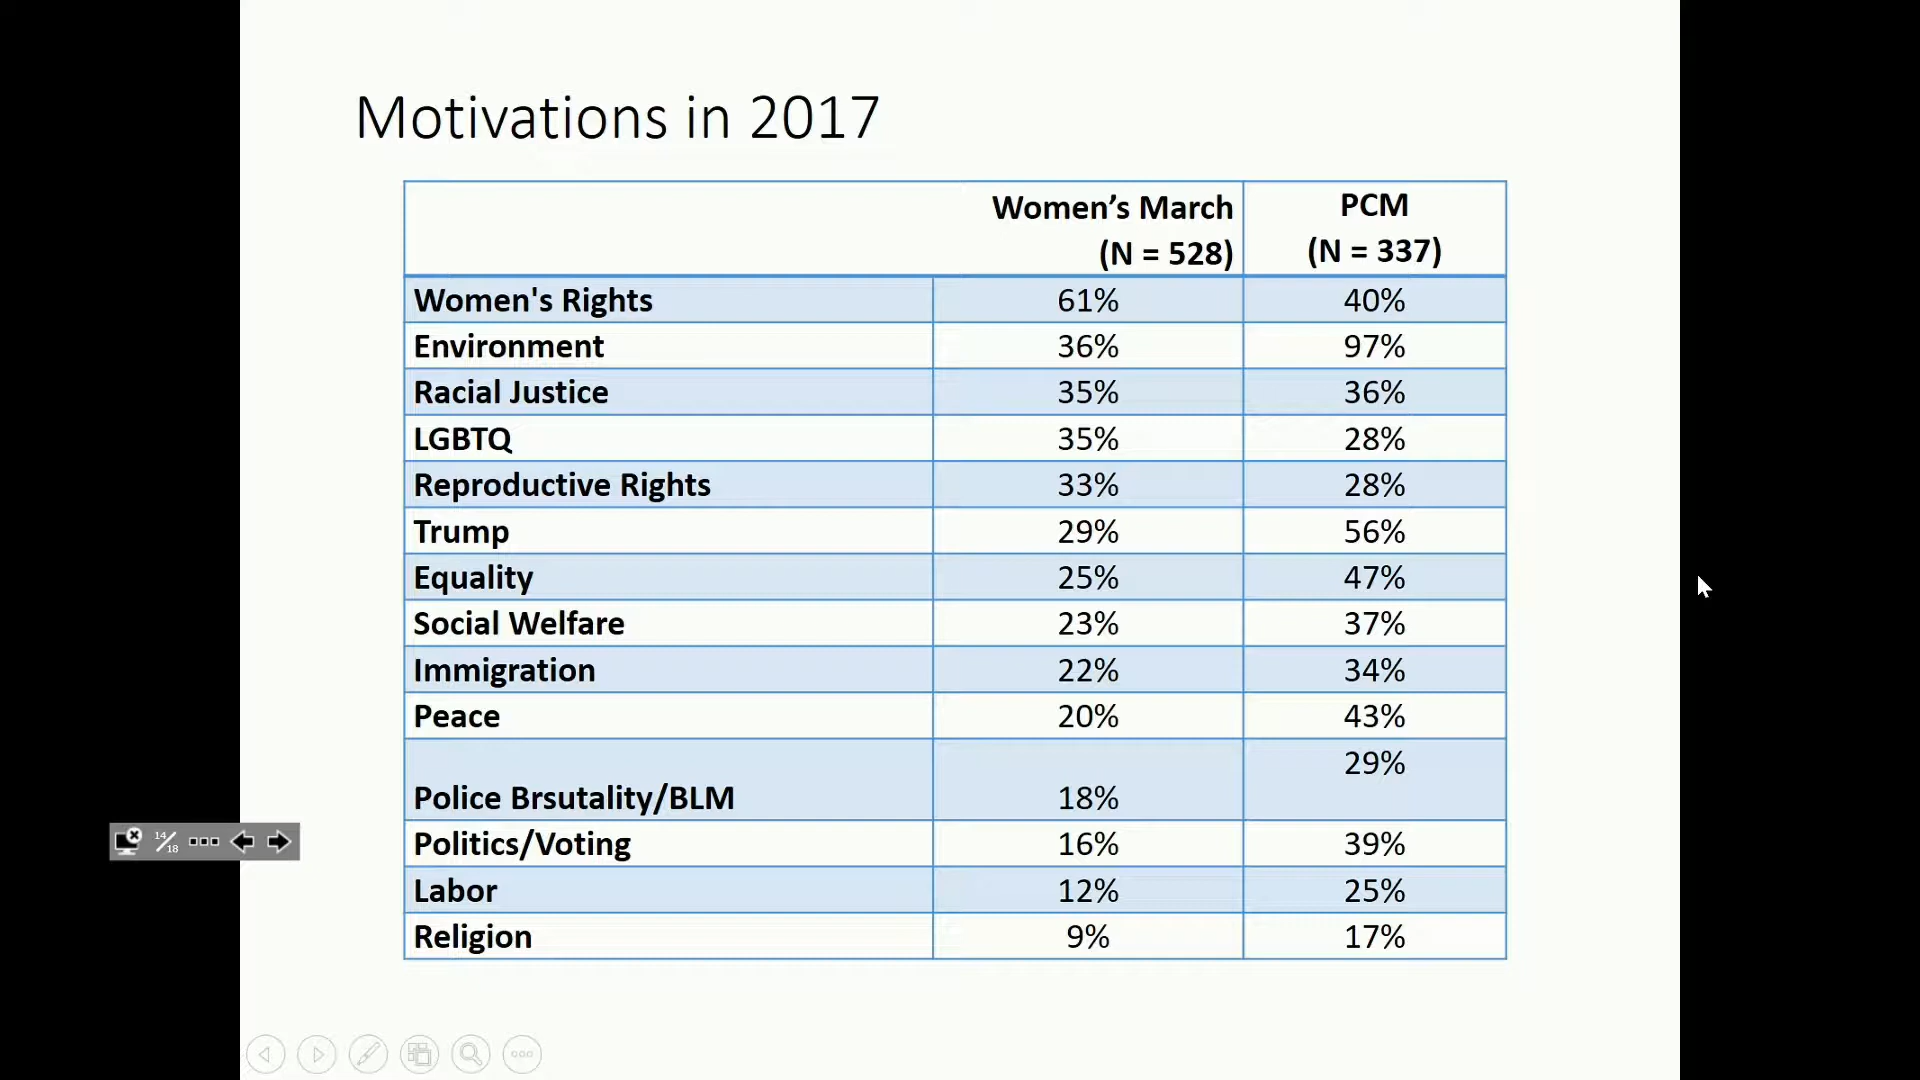 Motivations in 2017
Women’s March PCM
(N = 528) (N = 337)
Women's Rights 61% 40%
Environment 36% 97%
Racial Justice 35% 36%
LGBTQ 35% 28%
Reproductive Rights 33% 28%
Trump 29% 56%
Equality 25% 47%
Social Welfare 23% 37%
Immigration 22% 34%
Peace 20% 43%
Police Brsutality/BLM 18% 29%
Politics/Voting 16% 39%
Labor 12% 25%
Religion 9% 17%
14/18